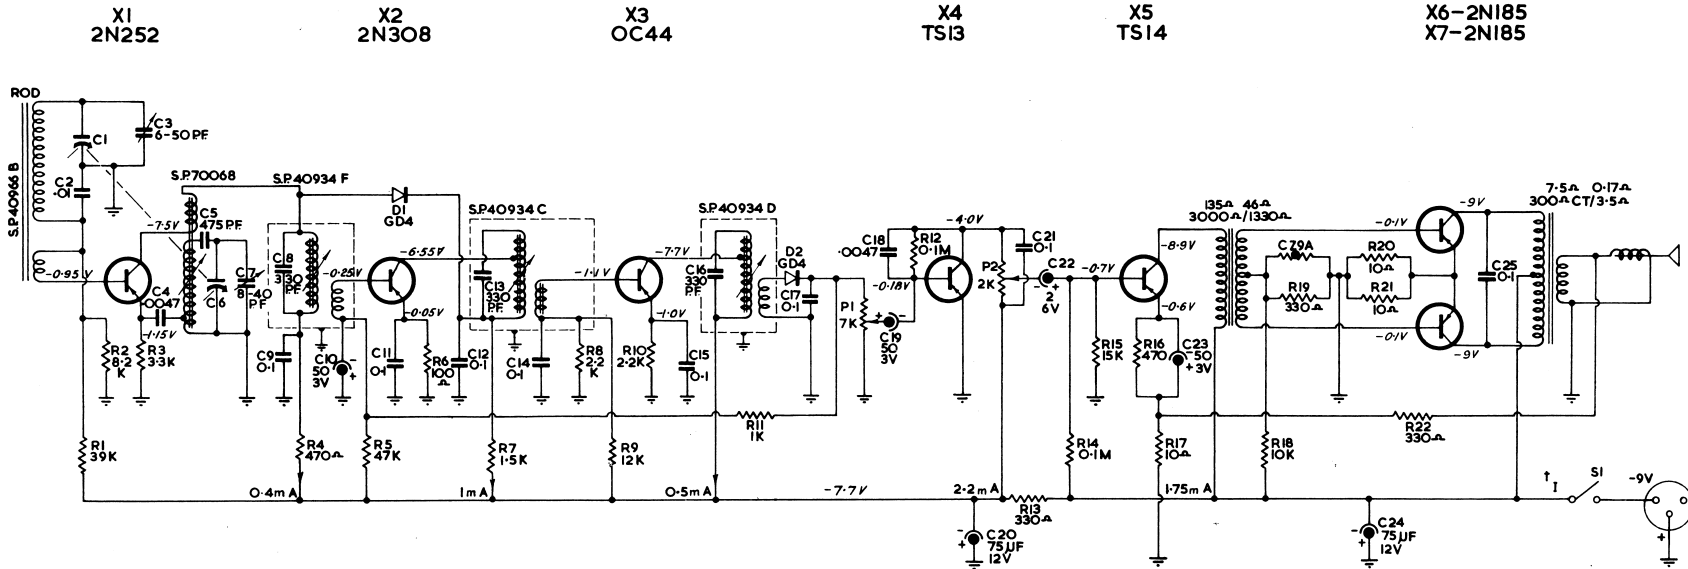 X1
2N252
X2
2N3O8
X3
OC44
X4
TS13
X5
TS14
X6-2N185
X7-2N185
ROD
S.P.40966 B
C1
C3
6-50 P.F.
C2
.01
S.P.70068
C5
475 P.F.
-7.5V
-0.95V
C4
.0047
C6
C7
8-40
P.F.
-1.15V
R2
8.2
K
R3
3.3K
R1
39K
S.P.40934 F
C8
330
P.F.
C9
0.1
C10
50
3V
-0.25V
D1
GD4
-6.55V
-0.05V
C11
0.1
R6
100
Ω
C12
0.1
R4
470Ω
R5
47K
0.4mA
S.P.40934 C
C13
330
P.F.
-1.1V
C14
0.1
R8
2.2
K
R7
1.5K
R9
12K
1mA
-7.7V
-1.0V
R10
2.2K
C15
0.1
S.P.40934 D
C16
330
P.F.
D2
GD4
C17
0.1
R11
1K
0.5mA
P1
7K
C18
.0047
R12
0.1M
-4.0V
-0.18V
C19
50
3V
P2
2K
C21
0.1
C22
2
6V
-7.7V
2.2mA
R13
330Ω
C20
75μF
12V
-0.7V
-8.9V
-0.6V
R15
15K
R16
470
C23
50
3V
R14
0.1M
R17
10Ω
1.75mA
135Ω 46Ω
3000Ω/1330Ω
C79A
R19
330Ω
R20
10Ω
R21
10Ω
R18
10K
-0.1V
-0.1V
-9V
-9V
C25
0.1
7.5Ω 0.17Ω
300ΩCT/3.5Ω
R22
330Ω
C24
75μF
12V
t
I
S1
-9V